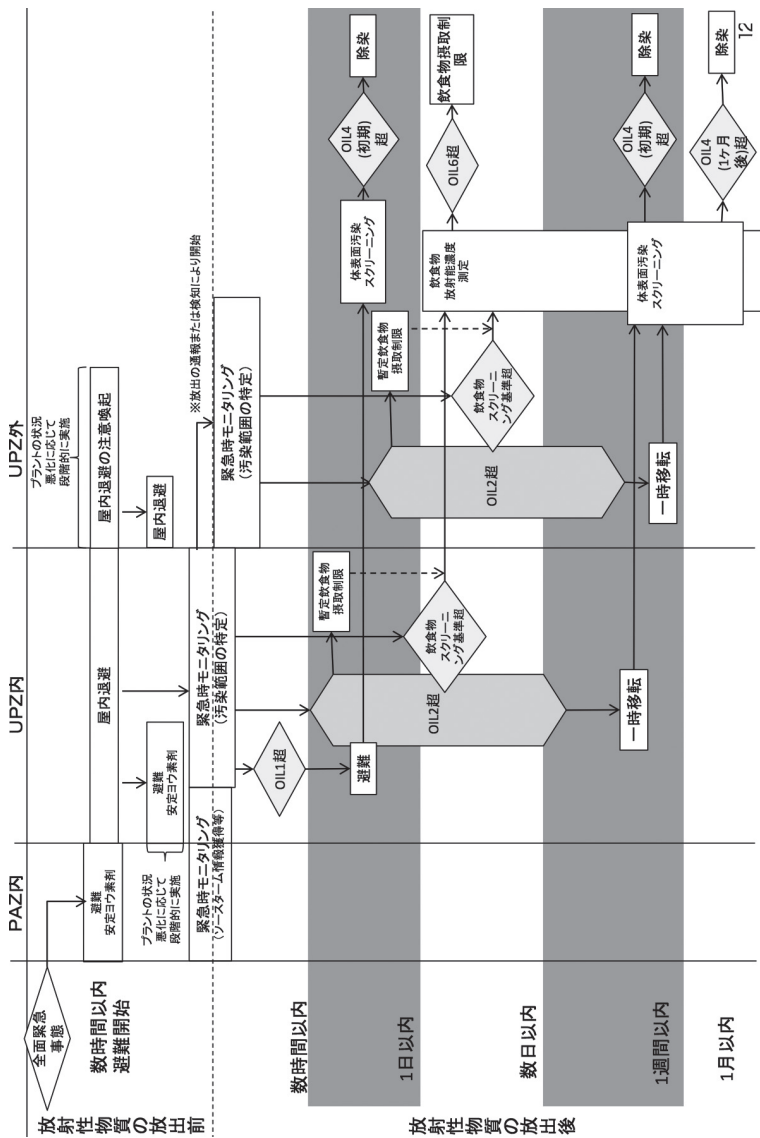 PAZ内
UPZ内
UPZ外
放射性物質の放出前
全面緊急
事態
数時間以内
避難開始
避難
安定ヨウ素剤
屋内退避
プラントの状況
悪化に応じて
段階的に実施
屋内退避の注意喚起
プラントの状況
悪化に応じて
段階的に実施
避難
安定ヨウ素剤
屋内退避
※放出の通報または検知により開始
緊急時モニタリング
(ソースターム情報獲得等)
緊急時モニタリング
(汚染範囲の特定)
緊急時モニタリング
(汚染範囲の特定)
放射性物質の放出後
数時間以内
OIL1超
避難
暫定飲食物
摂取制限
暫定飲食物
摂取制限
体表面汚染
スクリーニング
OIL4
(初期)
超
除染
1日以内
OIL2超
飲食物
スクリーニ
ング基準超
OIL2超
飲食物
スクリーニ
ング基準超
飲食物
放射能濃度
測定
OIL6超
飲食物摂取制
限
数日以内
1週間以内
一時移転
一時移転
体表面汚染
スクリーニング
OIL4
(初期)
超
除染
1月以内
OIL4
(1ケ月
後)超
除染
12